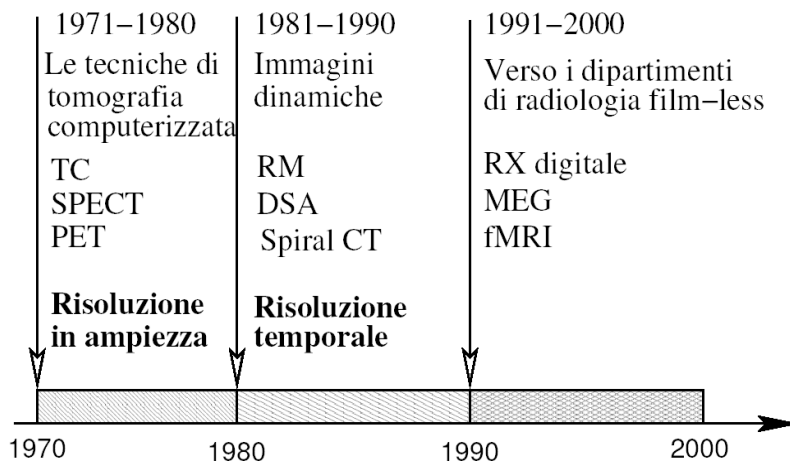 1971–1980
Le tecniche di
tomografia
computerizzata
TC
SPECT
PET
Risoluzione
in ampiezza
1981–1990
Immagini
dinamiche
RM
DSA
Spiral CT
Risoluzione
temporale
1991–2000
Verso i dipartimenti
di radiologia film–less
RX digitale
MEG
fMRI
1970
1980
1990
2000